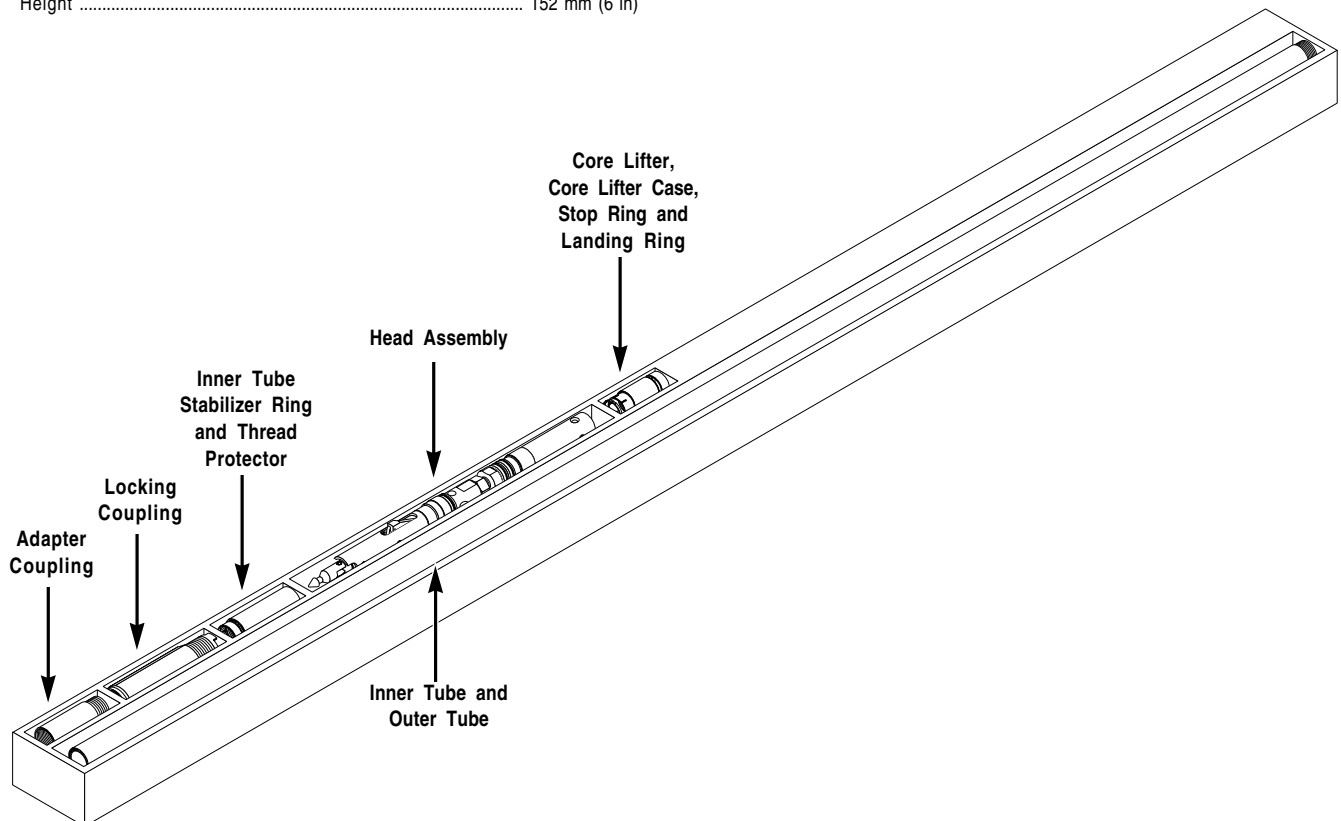 Height ................................................................................................... 152 mm (6 in)
Core Lifter,
Core Lifter Case,
Stop Ring and
Landing Ring
Head Assembly
Inner Tube
Stabilizer Ring
and Thread
Protector
Locking
Coupling
Adapter
Coupling
Inner Tube and
Outer Tube